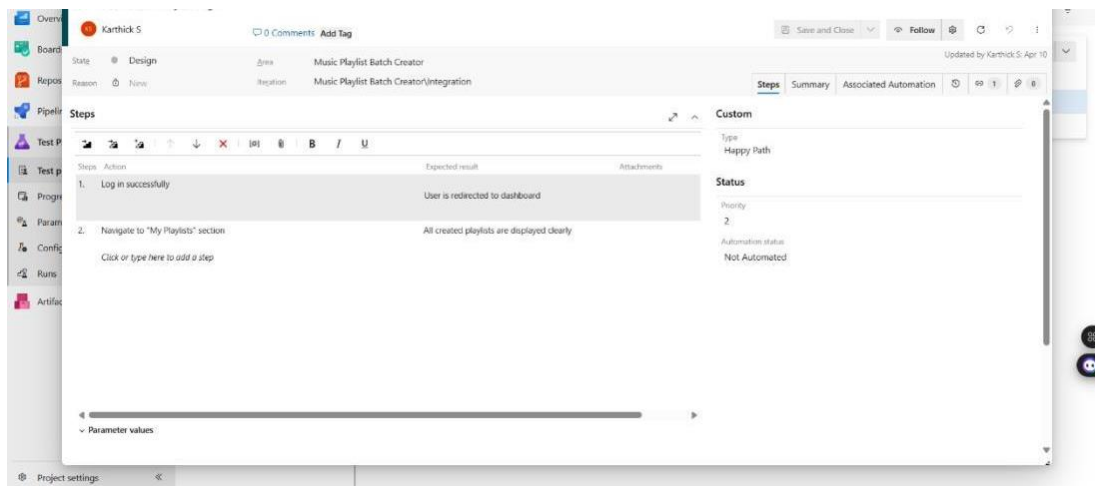 Overv
Karthick S
0 Comments Add Tag
Save and Close
Follow
Board
State Design
Area Music Playlist Batch Creator
Updated by Karthick S: Apr 10
Repos
Reason New
Iteration Music Playlist Batch Creator\Integration
Steps Summary Associated Automation 1 0
Pipelin
Steps
Custom
Test P
B I U
Type
Happy Path
Steps Action Expected result Attachments
Test p
1. Log in successfully
User is redirected to dashboard
Status
Progre
Priority
2
Param
2. Navigate to "My Playlists" section All created playlists are displayed clearly
Automation status
Not Automated
Config
Click or type here to add a step
Runs
Artifac
Parameter values
Project settings